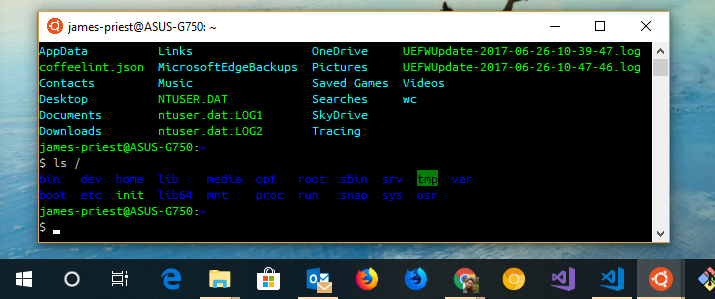 james-priest@ASUS-G750: ~
AppData Links OneDrive UEFWUpdate-2017-06-26-10-39-47.log
coffeelint.json MicrosoftEdgeBackups Pictures UEFWUpdate-2017-06-26-10-47-46.log
Contacts Music Saved Games Videos
Desktop NTUSER.DAT Searches wc
Documents ntuser.dat.LOG1 SkyDrive
Downloads ntuser.dat.LOG2 Tracing
james-priest@ASUS-G750:~
$ ls /
bin dev home lib media opt root sbin srv tmp var
boot etc init lib64 mnt proc run snap sys usr
james-priest@ASUS-G750:~
$